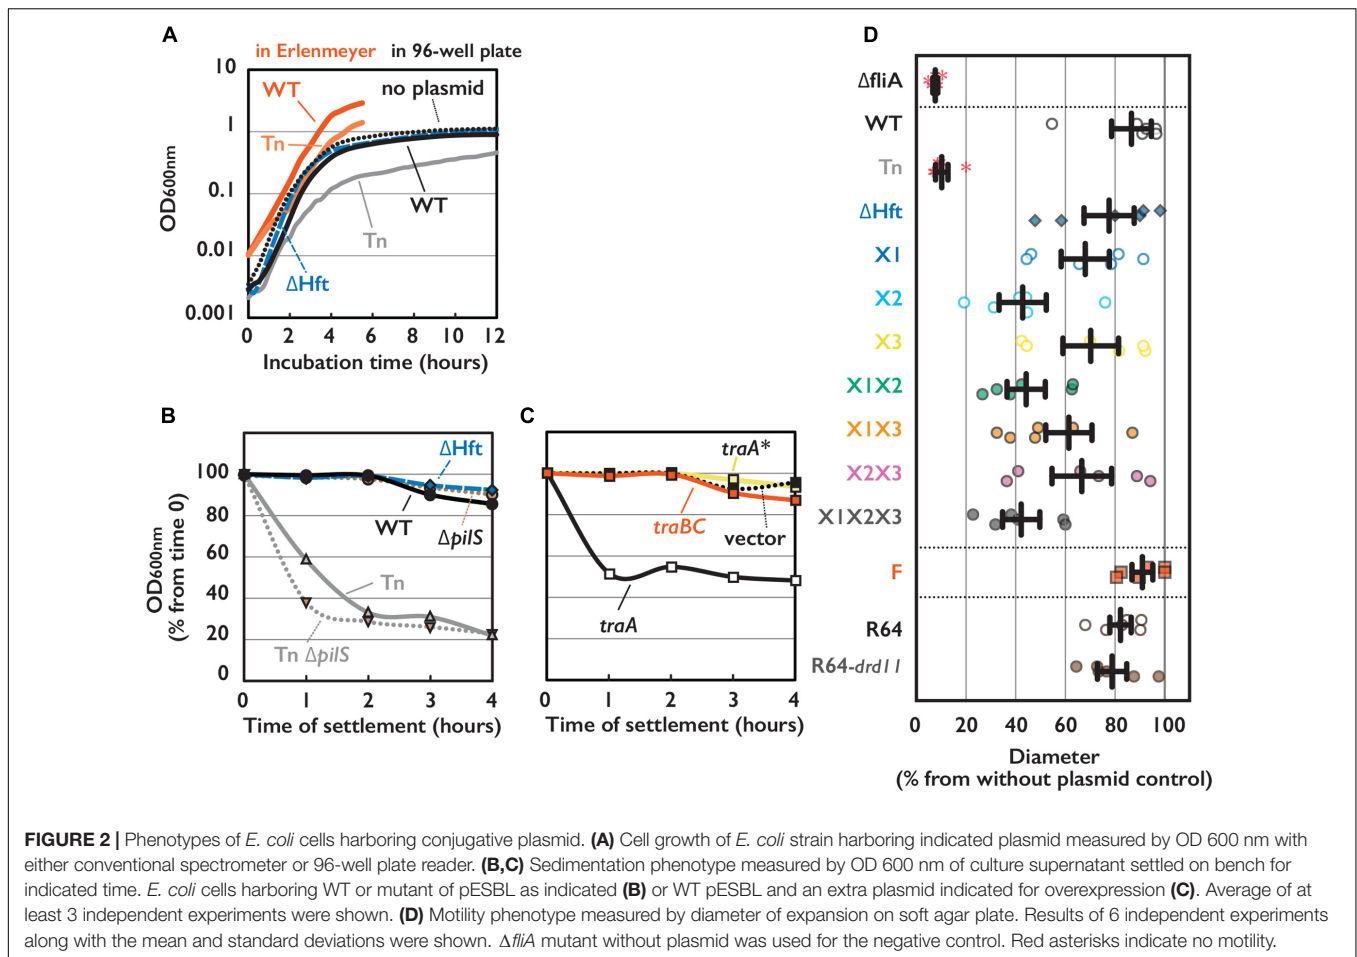 A
in Erlenmeyer in 96-well plate
10
1
0.1
0.01
0.001
OD600nm
WT
no plasmid
Tn
WT
Tn
ΔHft
0 2 4 6 8 10 12
Incubation time (hours)
B
100
80
60
40
20
0
OD600nm
(% from time 0)
ΔHft
WT
ΔpilS
Tn
Tn ΔpilS
0 1 2 3 4
Time of settlement (hours)
C
traA*
traBC
vector
traA
0 1 2 3 4
Time of settlement (hours)
D
ΔfliA
WT
Tn
ΔHft
X1
X2
X3
X1X2
X1X3
X2X3
X1X2X3
F
R64
R64-drd11
0 20 40 60 80 100
Diameter
(% from without plasmid control)
FIGURE 2 | Phenotypes of E. coli cells harboring conjugative plasmid. (A) Cell growth of E. coli strain harboring indicated plasmid measured by OD 600 nm with
either conventional spectrometer or 96-well plate reader. (B,C) Sedimentation phenotype measured by OD 600 nm of culture supernatant settled on bench for
indicated time. E. coli cells harboring WT or mutant of pESBL as indicated (B) or WT pESBL and an extra plasmid indicated for overexpression (C). Average of at
least 3 independent experiments were shown. (D) Motility phenotype measured by diameter of expansion on soft agar plate. Results of 6 independent experiments
along with the mean and standard deviations were shown. ΔfliA mutant without plasmid was used for the negative control. Red asterisks indicate no motility.